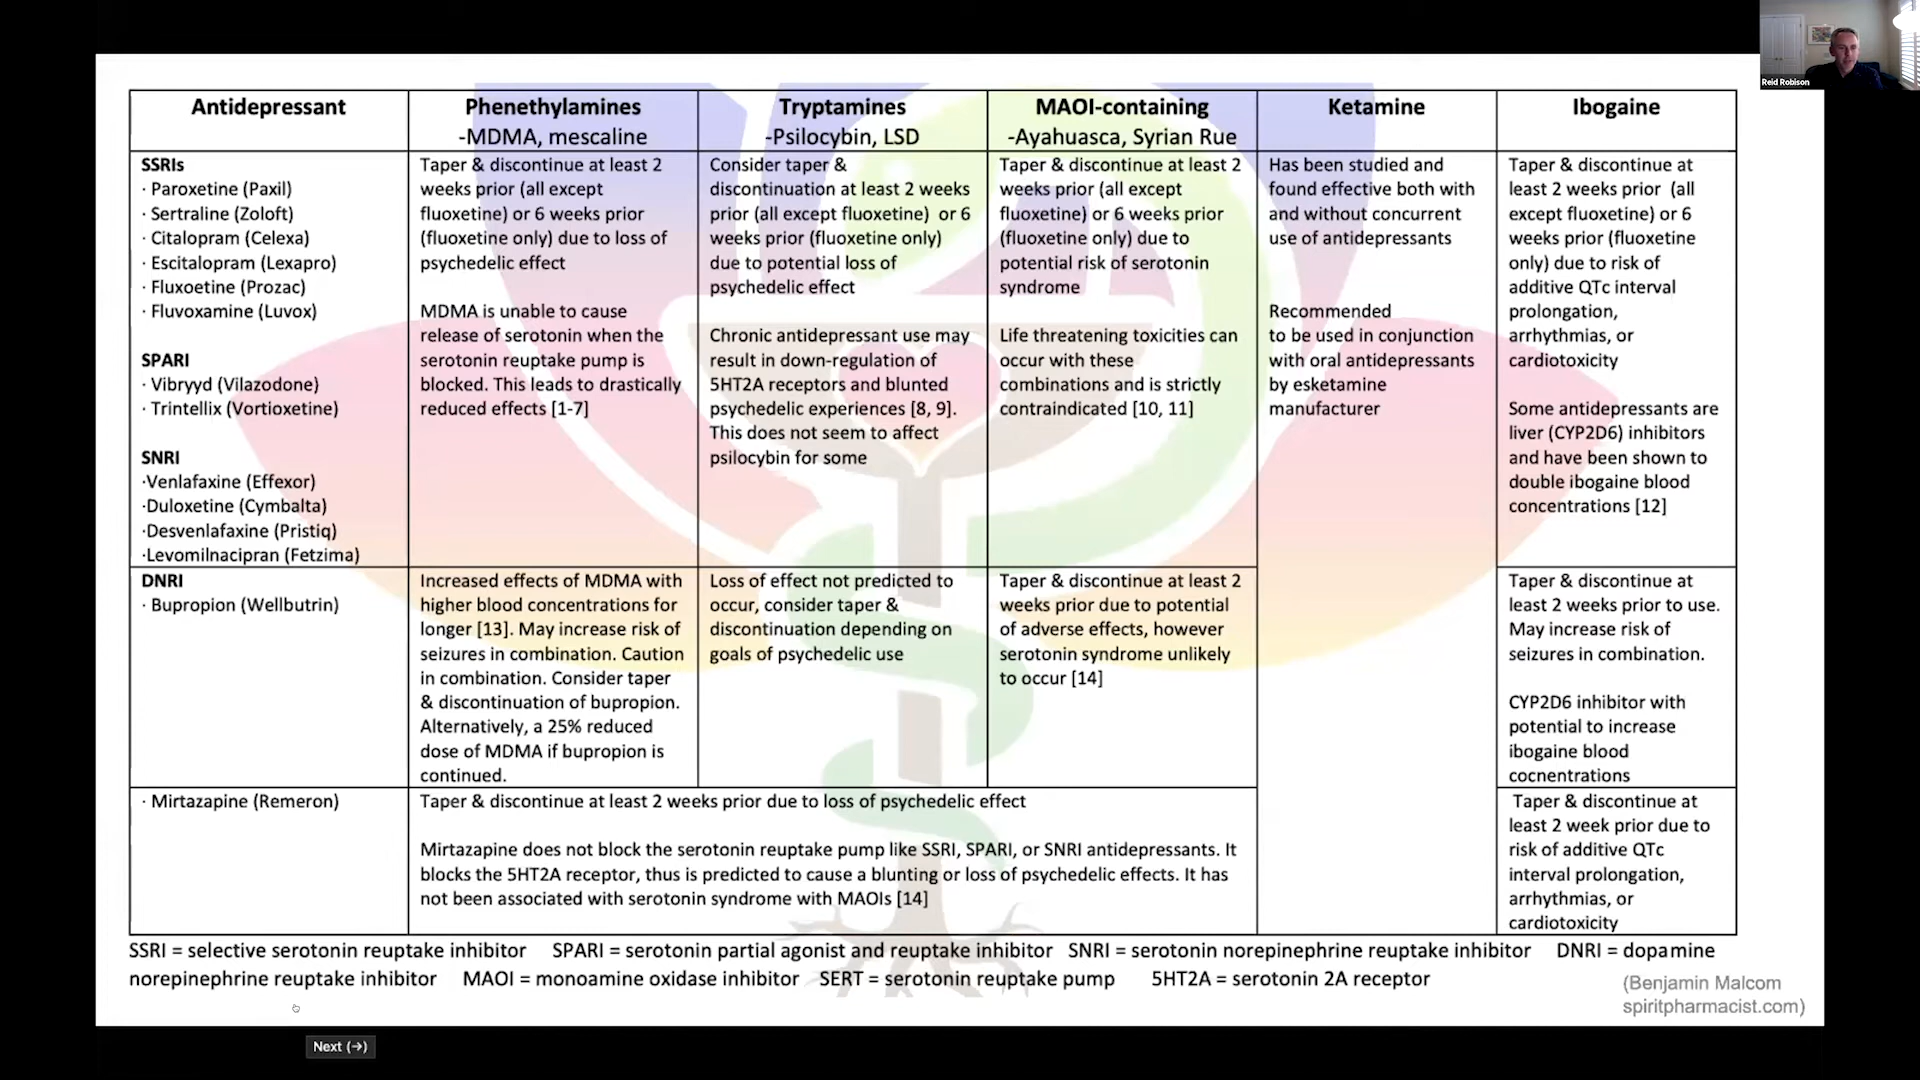 Reid Robison
Antidepressant
Phenethylamines
-MDMA, mescaline
Tryptamines
-Psilocybin, LSD
MAOI-containing
-Ayahuasca, Syrian Rue
Ketamine
Ibogaine
SSRIs
· Paroxetine (Paxil)
· Sertraline (Zoloft)
· Citalopram (Celexa)
· Escitalopram (Lexapro)
· Fluxoetine (Prozac)
· Fluvoxamine (Luvox)
SPARI
· Vibryyd (Vilazodone)
· Trintellix (Vortioxetine)
SNRI
·Venlafaxine (Effexor)
·Duloxetine (Cymbalta)
·Desvenlafaxine (Pristiq)
·Levomilnacipran (Fetzima)
Taper & discontinue at least 2
weeks prior (all except
fluoxetine) or 6 weeks prior
(fluoxetine only) due to loss of
psychedelic effect
MDMA is unable to cause
release of serotonin when the
serotonin reuptake pump is
blocked. This leads to drastically
reduced effects [1-7]
Consider taper &
discontinuation at least 2 weeks
prior (all except fluoxetine)  or 6
weeks prior (fluoxetine only)
due to potential loss of
psychedelic effect
Chronic antidepressant use may
result in down-regulation of
5HT2A receptors and blunted
psychedelic experiences [8, 9].
This does not seem to affect
psilocybin for some
Taper & discontinue at least 2
weeks prior (all except
fluoxetine) or 6 weeks prior
(fluoxetine only) due to
potential risk of serotonin
syndrome
Life threatening toxicities can
occur with these
combinations and is strictly
contraindicated [10, 11]
Has been studied and
found effective both with
and without concurrent
use of antidepressants
Recommended
to be used in conjunction
with oral antidepressants
by esketamine
manufacturer
Taper & discontinue at
least 2 weeks prior  (all
except fluoxetine) or 6
weeks prior (fluoxetine
only) due to risk of
additive QTc interval
prolongation,
arrhythmias, or
cardiotoxicity
Some antidepressants are
liver (CYP2D6) inhibitors
and have been shown to
double ibogaine blood
concentrations [12]
DNRI
· Bupropion (Wellbutrin)
Increased effects of MDMA with
higher blood concentrations for
longer [13]. May increase risk of
seizures in combination. Caution
in combination. Consider taper
& discontinuation of bupropion.
Alternatively, a 25% reduced
dose of MDMA if bupropion is
continued.
Loss of effect not predicted to
occur, consider taper &
discontinuation depending on
goals of psychedelic use
Taper & discontinue at least 2
weeks prior due to potential
of adverse effects, however
serotonin syndrome unlikely
to occur [14]
Taper & discontinue at
least 2 weeks prior to use.
May increase risk of
seizures in combination.
CYP2D6 inhibitor with
potential to increase
ibogaine blood
cocnentrations
· Mirtazapine (Remeron)
Taper & discontinue at least 2 weeks prior due to loss of psychedelic effect
Mirtazapine does not block the serotonin reuptake pump like SSRI, SPARI, or SNRI antidepressants. It
blocks the 5HT2A receptor, thus is predicted to cause a blunting or loss of psychedelic effects. It has
not been associated with serotonin syndrome with MAOIs [14]
Taper & discontinue at
least 2 week prior due to
risk of additive QTc
interval prolongation,
arrhythmias, or
cardiotoxicity
SSRI = selective serotonin reuptake inhibitor    SPARI = serotonin partial agonist and reuptake inhibitor   SNRI = serotonin norepinephrine reuptake inhibitor    DNRI = dopamine
norepinephrine reuptake inhibitor    MAOI = monoamine oxidase inhibitor   SERT = serotonin reuptake pump     5HT2A = serotonin 2A receptor
(Benjamin Malcom
spiritpharmacist.com)
Next (→)